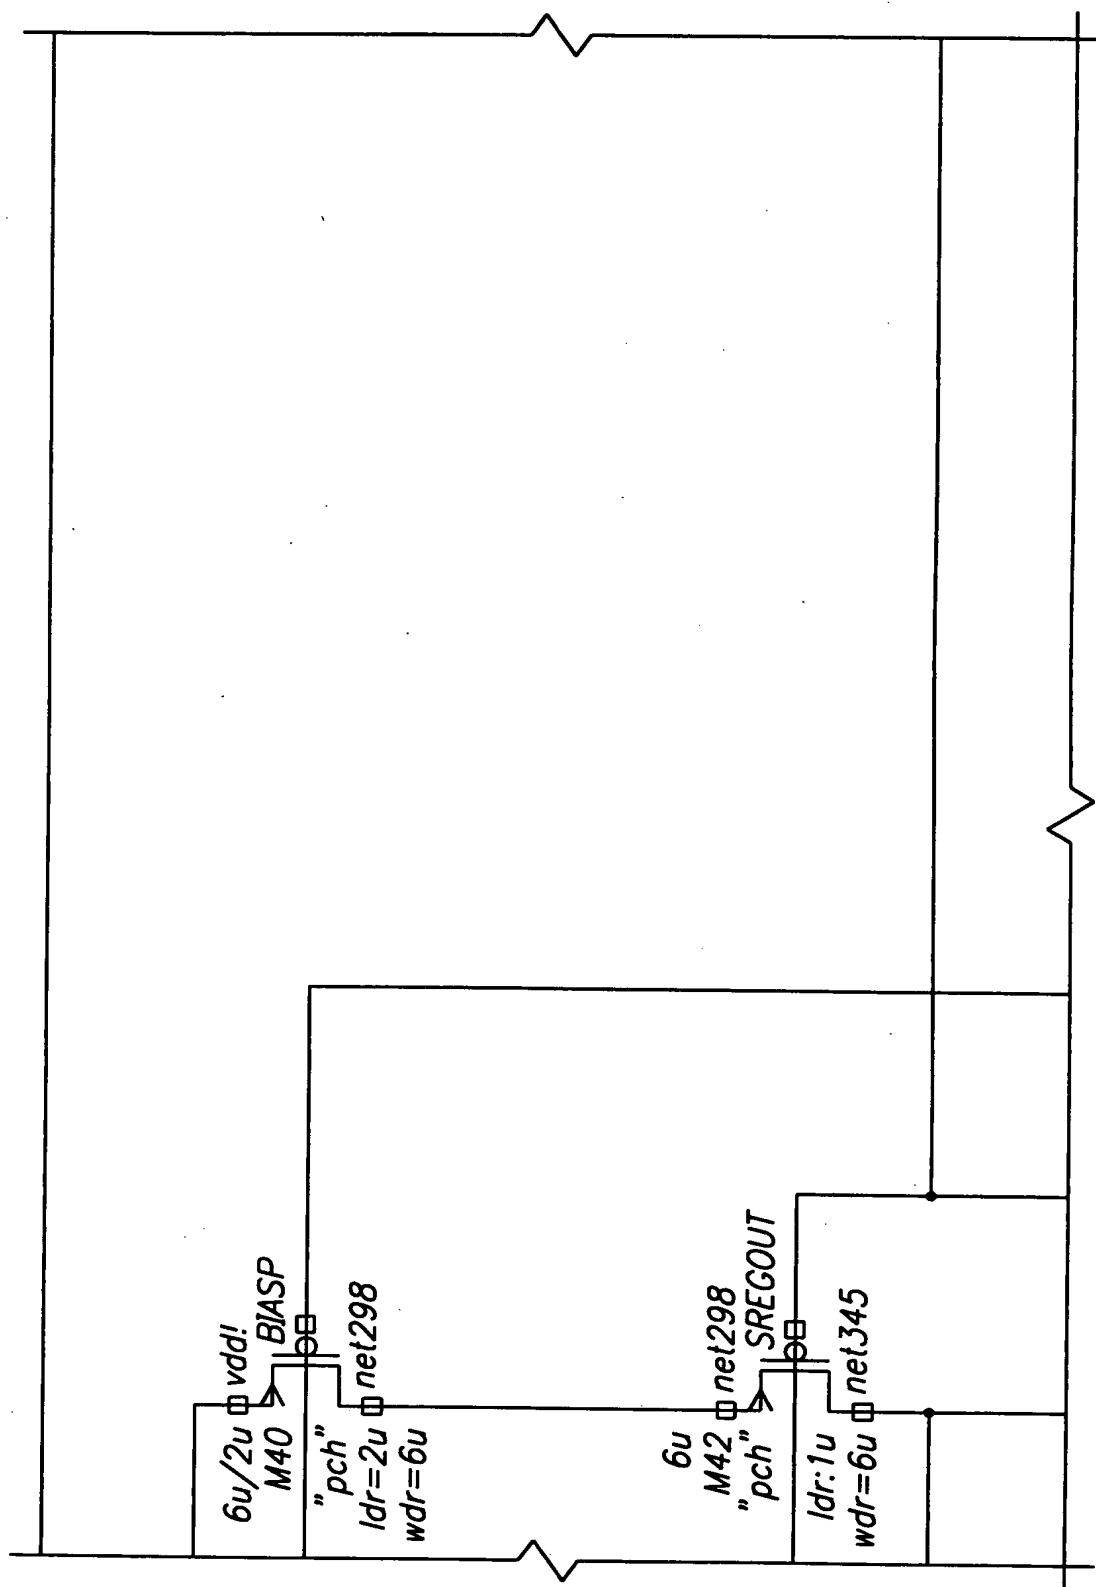 6u/2u
vdd!
M40
BIASP
"pch"
ldr=2u
net298
wdr=6u
6u
M42
net298
"pch"
SREGOUT
ldr:1u
wdr=6u
net345